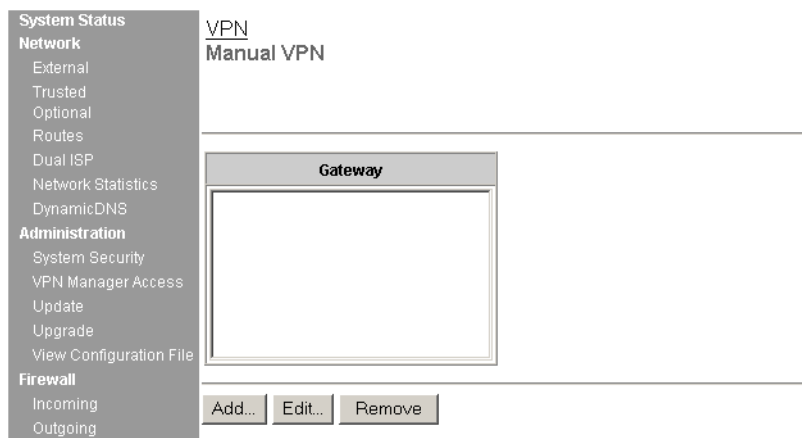 System Status
Network
External
Trusted
Optional
Routes
Dual ISP
Network Statistics
DynamicDNS
Administration
System Security
VPN Manager Access
Update
Upgrade
View Configuration File
Firewall
Incoming
Outgoing
VPN
Manual VPN
Gateway
Add... Edit... Remove